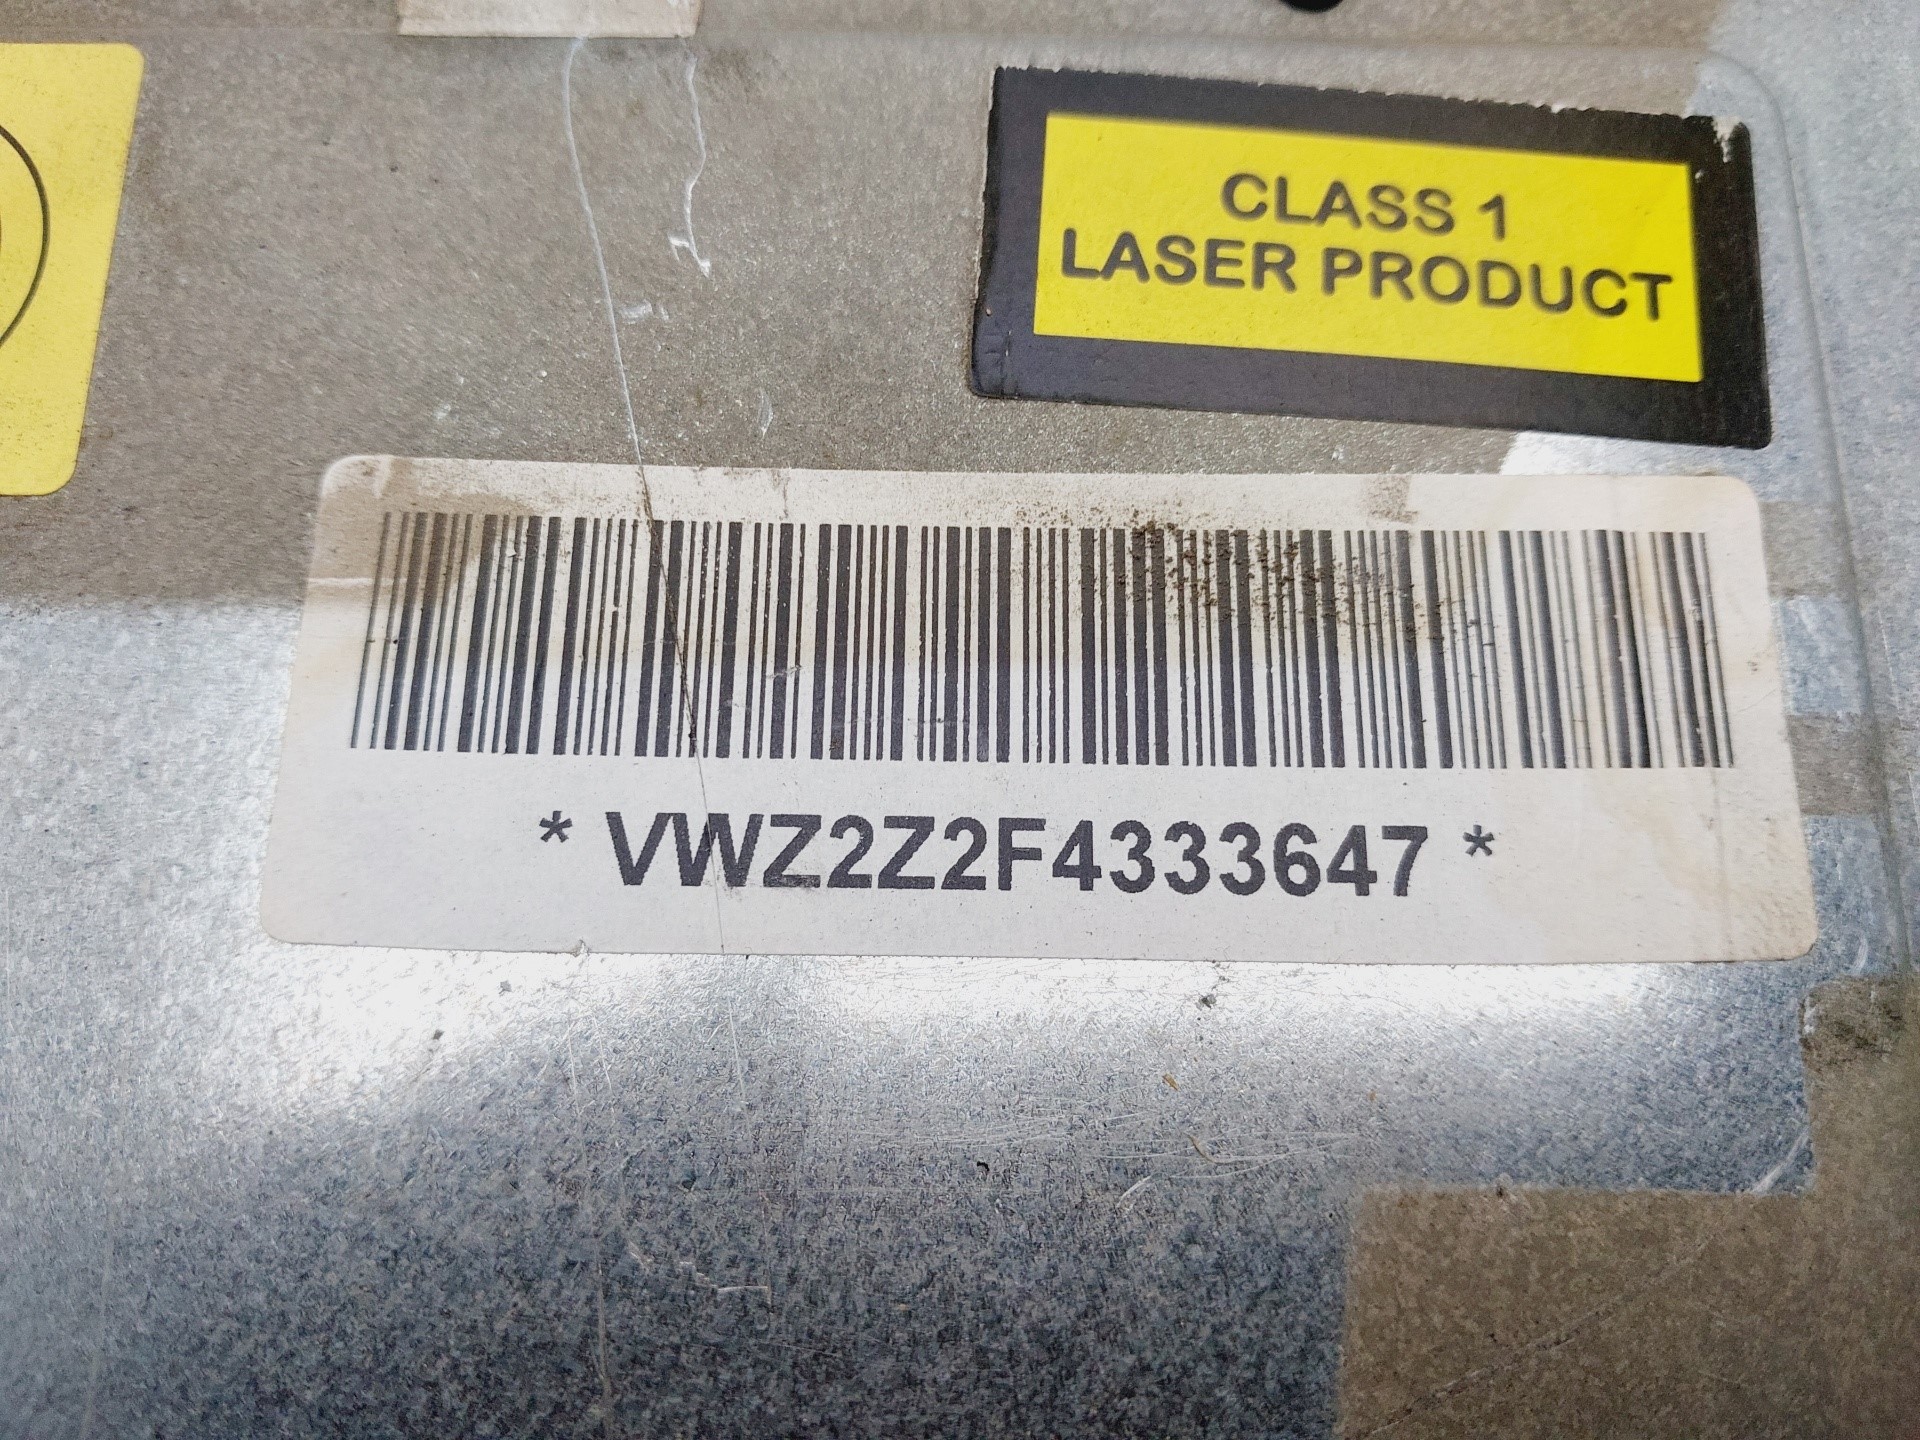 CLASS 1
LASER PRODUCT
* VWZ2Z2F4333647 *